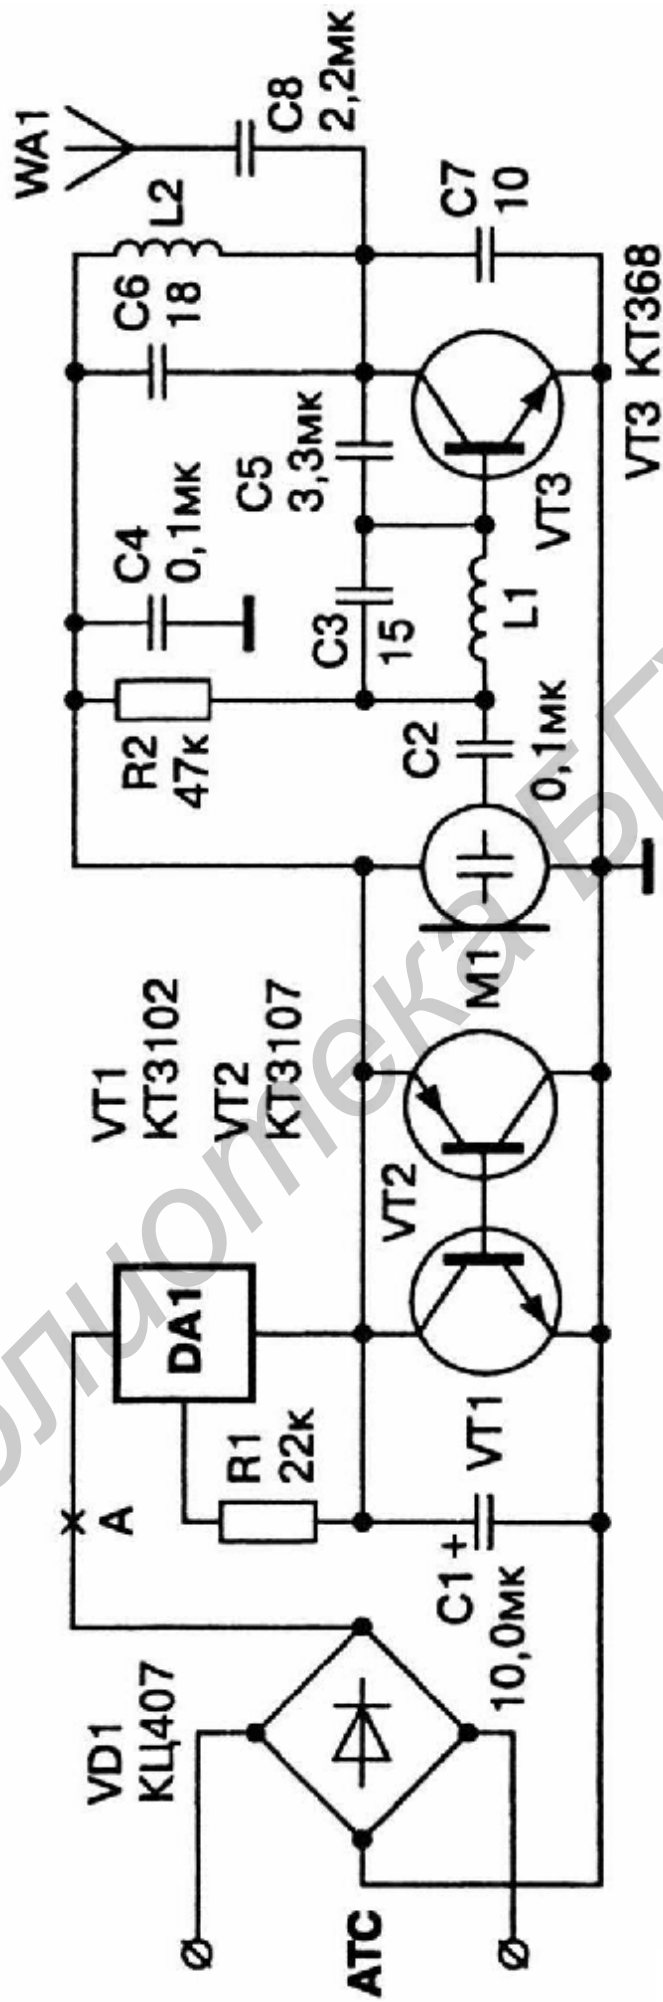 АТС
VD1
КЦ407
А
DA1
R1
22к
C1 +
10,0мк
VT1
VT1
КТ3102
VT2
КТ3107
VT2
M1
R2
47к
C2
0,1мк
C3
15
C4
0,1мк
L1
C5
3,3мк
C6
18
L2
VT3
VT3 КТ368
C7
10
C8
2,2мк
WA1